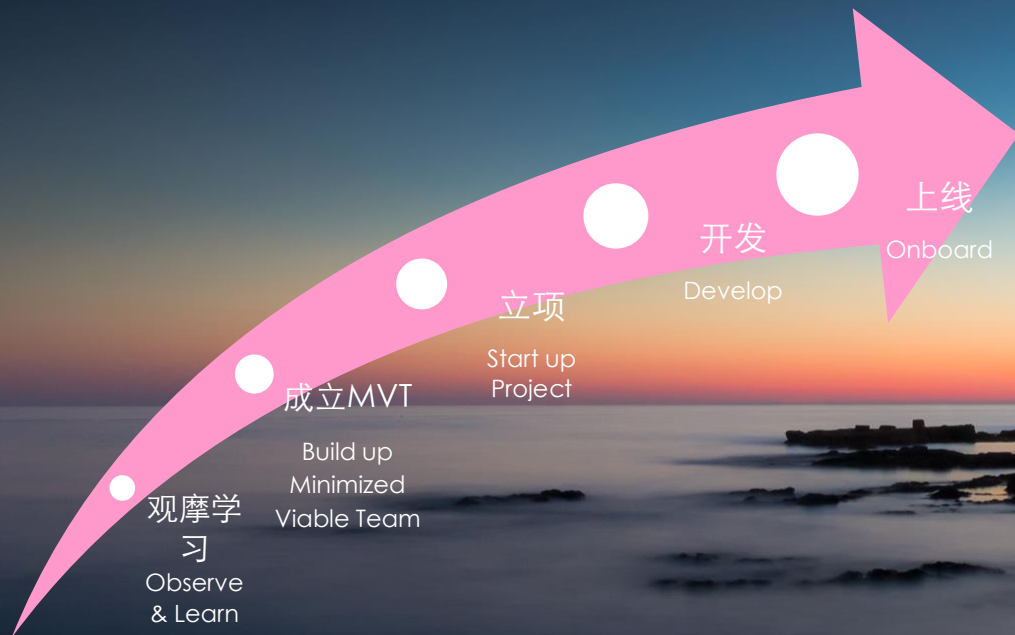 观摩学
习
Observe
& Learn
成立MVT
Build up
Minimized
Viable Team
立项
Start up
Project
开发
Develop
上线
Onboard